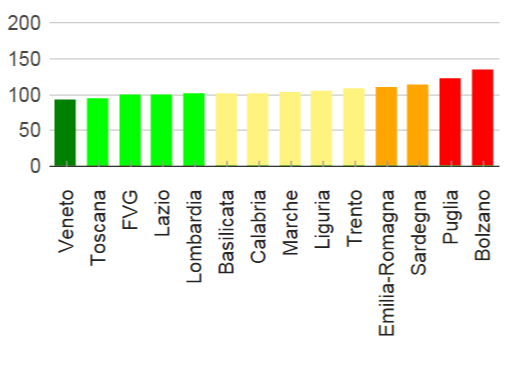 200
150
100
50
0
Veneto
Toscana
FVG
Lazio
Lombardia
Basilicata
Calabria
Marche
Liguria
Trento
Emilia-Romagna
Sardegna
Puglia
Bolzano